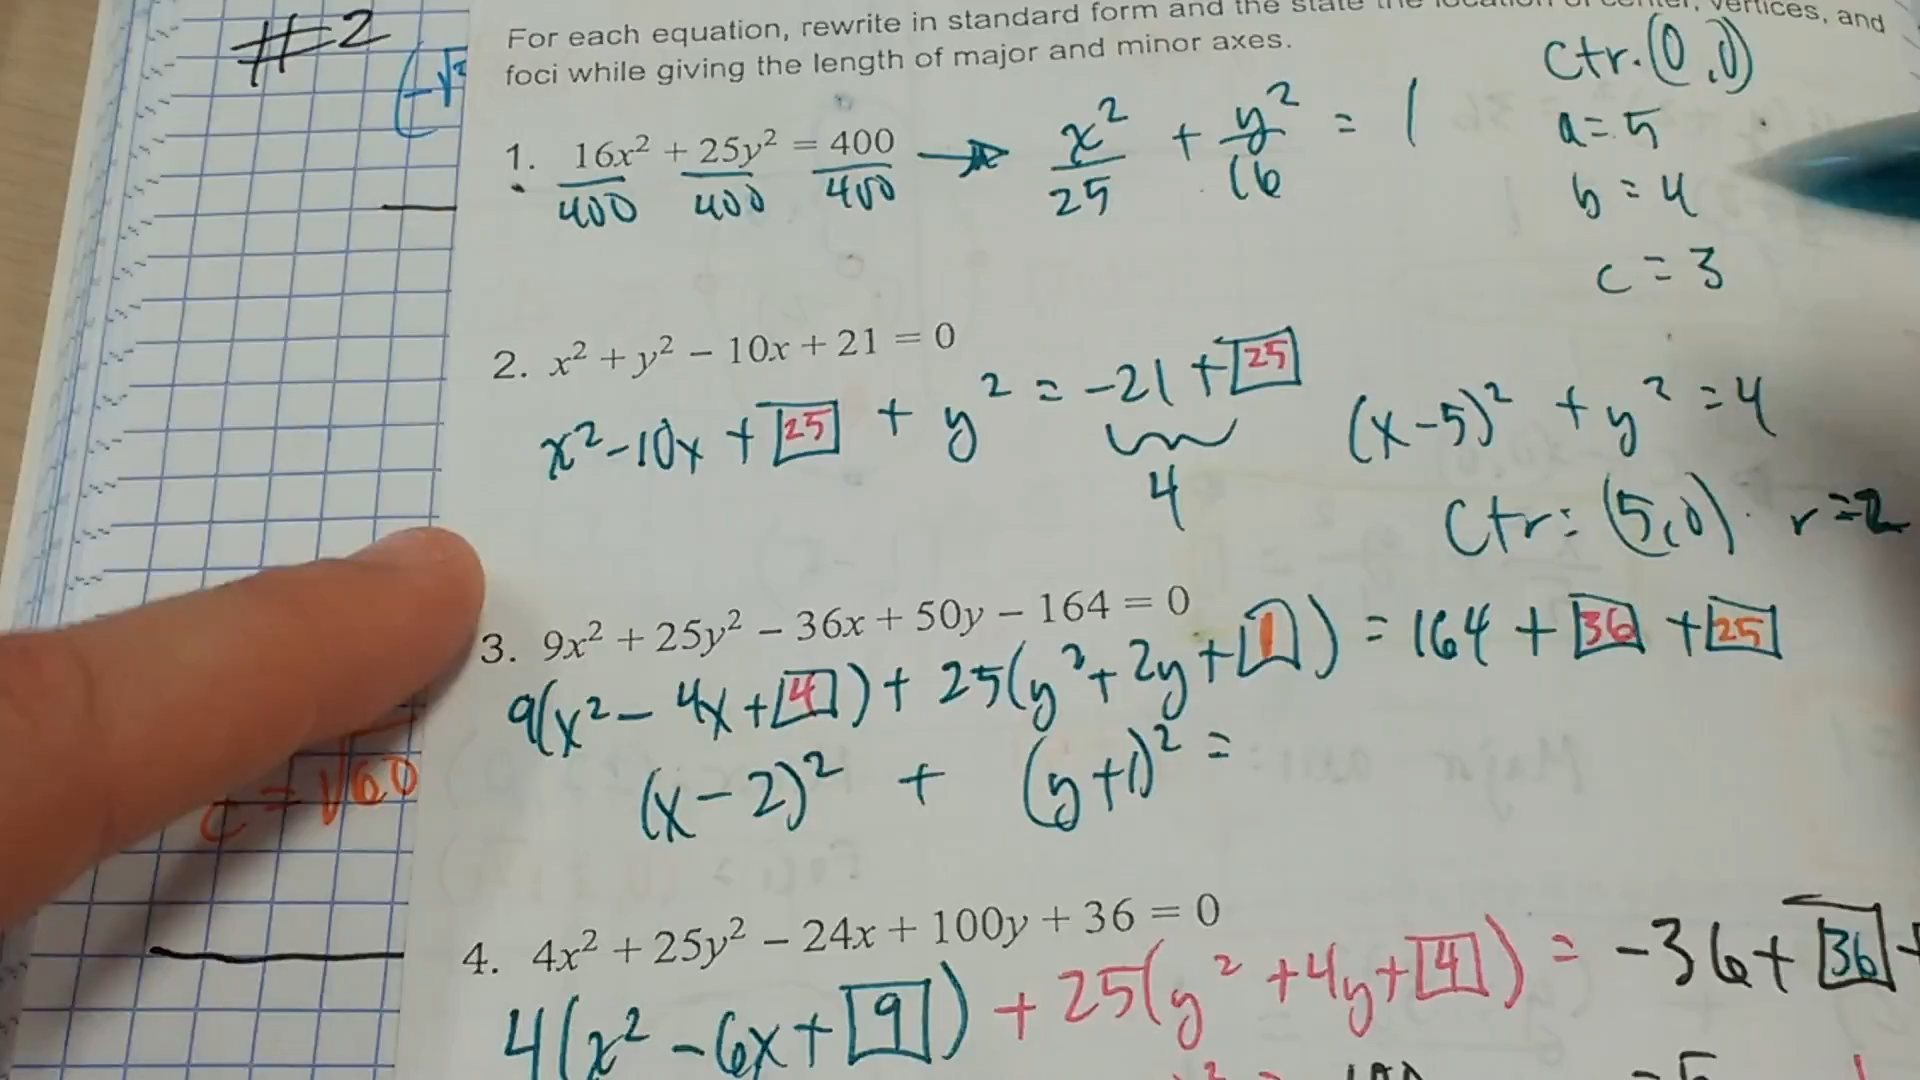 #2
For each equation, rewrite in standard form and the state the location of center, vertices, and
foci while giving the length of major and minor axes.
Ctr. (0,0)
1. 16x² + 25y² = 400 → x²/25 + y²/16 = 1
400 400 400
a = 5
b = 4
c = 3
2. x² + y² − 10x + 21 = 0
x² - 10x + 25 + y² = -21 + 25
4
(x-5)² + y² = 4
Ctr: (5,0) r=2
3. 9x² + 25y² − 36x + 50y − 164 = 0
9(x² - 4x + 4) + 25(y² + 2y + 1) = 164 + 36 + 25
(x-2)² + (y+1)² =
c = √60
4. 4x² + 25y² − 24x + 100y + 36 = 0
4(x² - 6x + 9) + 25(y² + 4y + 4) = -36 + 36 +